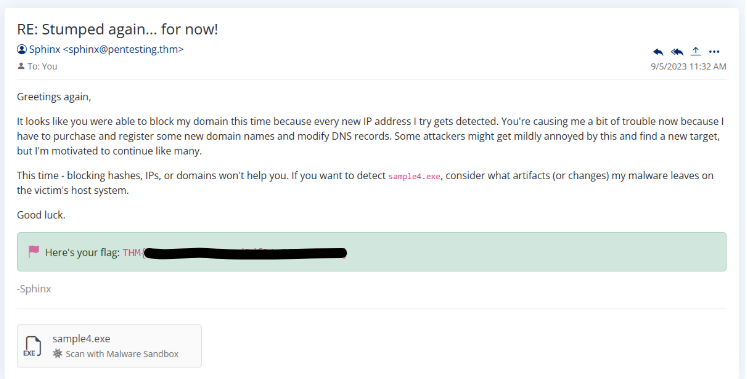 RE: Stumped again... for now!
Sphinx <sphinx@pentesting.thm>
To: You
9/5/2023 11:32 AM
Greetings again,
It looks like you were able to block my domain this time because every new IP address I try gets detected. You're causing me a bit of trouble now because I
have to purchase and register some new domain names and modify DNS records. Some attackers might get mildly annoyed by this and find a new target,
but I'm motivated to continue like many.
This time - blocking hashes, IPs, or domains won't help you. If you want to detect sample4.exe, consider what artifacts (or changes) my malware leaves on
the victim's host system.
Good luck.
Here's your flag: THM{
-Sphinx
EXE
sample4.exe
Scan with Malware Sandbox